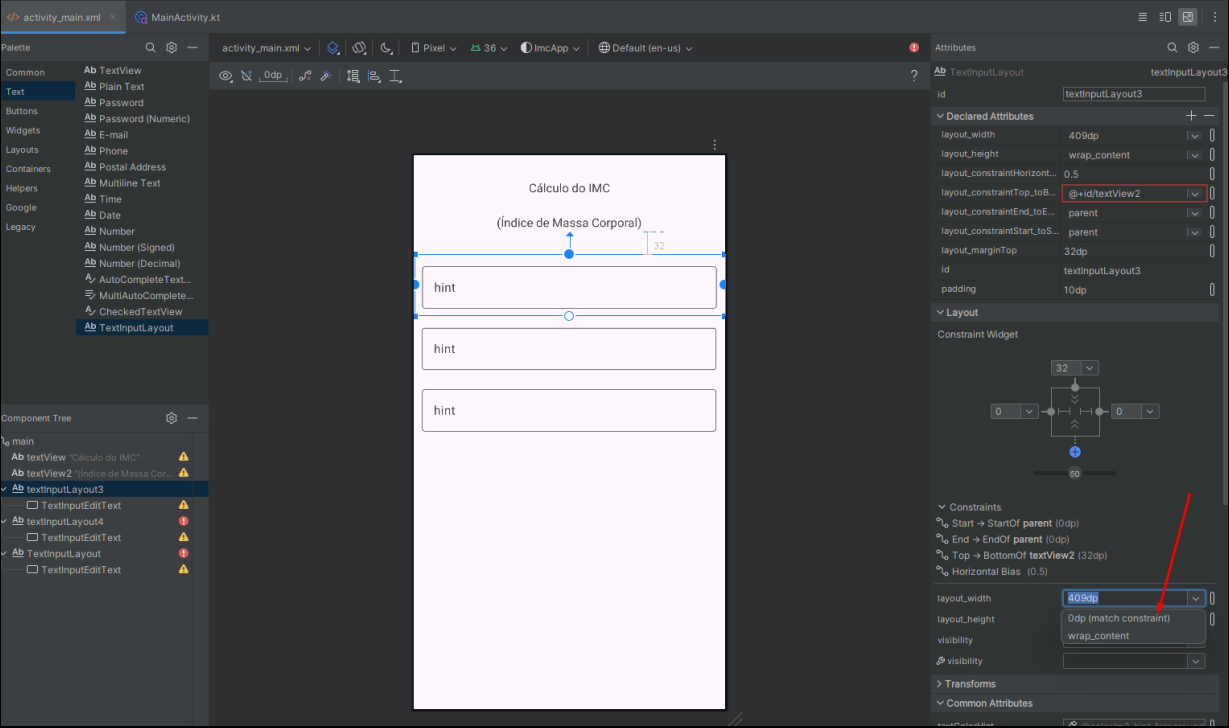 activity_main.xml
MainActivity.kt
Palette
Common
Text
Buttons
Widgets
Layouts
Containers
Helpers
Google
Legacy
Ab TextView
Ab Plain Text
Ab Password
Ab Password (Numeric)
Ab E-mail
Ab Phone
Ab Postal Address
Ab Multiline Text
Ab Time
Ab Date
Ab Number
Ab Number (Signed)
Ab Number (Decimal)
AutoCompleteText...
MultiAutoComplete...
CheckedTextView
Ab TextInputLayout
Component Tree
main
Ab textView "Cálculo do IMC"
Ab textView2 "(Índice de Massa Cor...
Ab textInputLayout3
TextInputEditText
Ab textInputLayout4
TextInputEditText
Ab TextInputLayout
TextInputEditText
activity_main.xml
Pixel
36
ImcApp
Default (en-us)
0dp
?
Cálculo do IMC
(Índice de Massa Corporal)
32
hint
hint
hint
Attributes
Ab TextInputLayout textInputLayout3
id textInputLayout3
Declared Attributes
layout_width 409dp
layout_height wrap_content
layout_constraintHorizont... 0.5
layout_constraintTop_toB... @+id/textView2
layout_constraintEnd_toE... parent
layout_constraintStart_toS... parent
layout_marginTop 32dp
id textInputLayout3
padding 10dp
Layout
Constraint Widget
32
0
0
50
Constraints
Start → StartOf parent (0dp)
End → EndOf parent (0dp)
Top → BottomOf textView2 (32dp)
Horizontal Bias (0.5)
layout_width 409dp
layout_height 0dp (match constraint)
visibility wrap_content
visibility
Transforms
Common Attributes